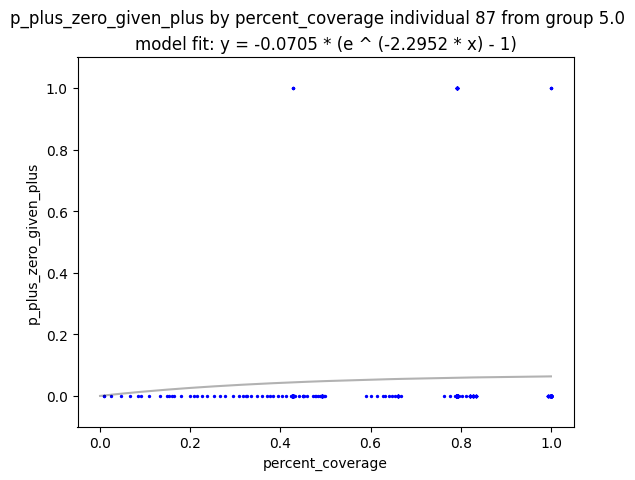 p_plus_zero_given_plus by percent_coverage individual 87 from group 5.0
model fit: y = -0.0705 * (e ^ (-2.2952 * x) - 1)
1.0
0.8
0.6
0.4
0.2
0.0
p_plus_zero_given_plus
0.0 0.2 0.4 0.6 0.8 1.0
percent_coverage